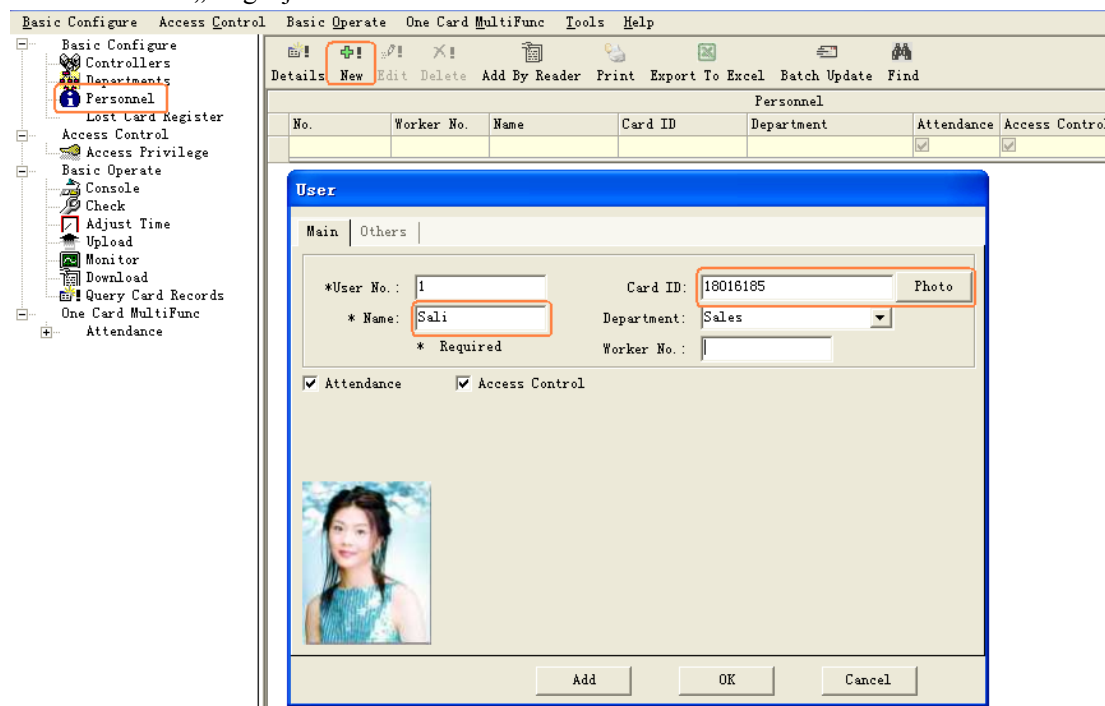 Basic Configure Access Control Basic Operate One Card MultiFunc Tools Help
Basic Configure
Controllers
Departments
Personnel
Lost Card Register
Access Control
Access Privilege
Basic Operate
Console
Check
Adjust Time
Upload
Monitor
Download
Query Card Records
One Card MultiFunc
Attendance
Details New Edit Delete Add By Reader Print Export To Excel Batch Update Find
Personnel
No. Worker No. Name Card ID Department Attendance Access Control
User
Main Others
*User No.: 1 Card ID: 18016185 Photo
* Name: Sali Department: Sales
* Required Worker No.:
Attendance Access Control
Add OK Cancel